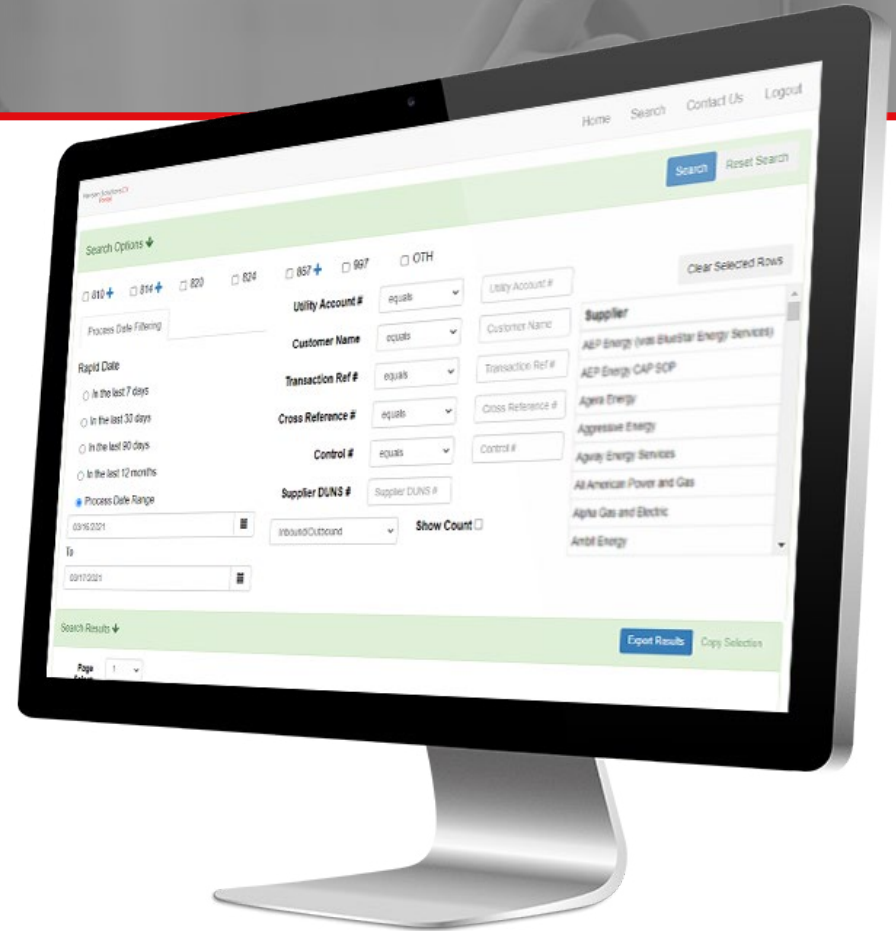 Home Search Contact Us Logout
Hansen Solutions CX
Energy
Search Options
Search Reset Search
810 814 820 824 867 997 OTH
Clear Selected Rows
Process Date Filtering
Rapid Date
In the last 7 days
In the last 30 days
In the last 90 days
In the last 12 months
Process Date Range
03/16/2021
To
03/17/2021
Utility Account # equals Utility Account #
Customer Name equals Customer Name
Transaction Ref # equals Transaction Ref #
Cross Reference # equals Cross Reference #
Control # equals Control #
Supplier DUNS # Supplier DUNS #
Inbound/Outbound Show Count
Supplier
AEP Energy (was BlueStar Energy Services)
AEP Energy CAP SOP
Agera Energy
Aggressive Energy
Agway Energy Services
All American Power and Gas
Alpha Gas and Electric
Ambit Energy
Search Results
Export Results Copy Selection
Page 1
Select